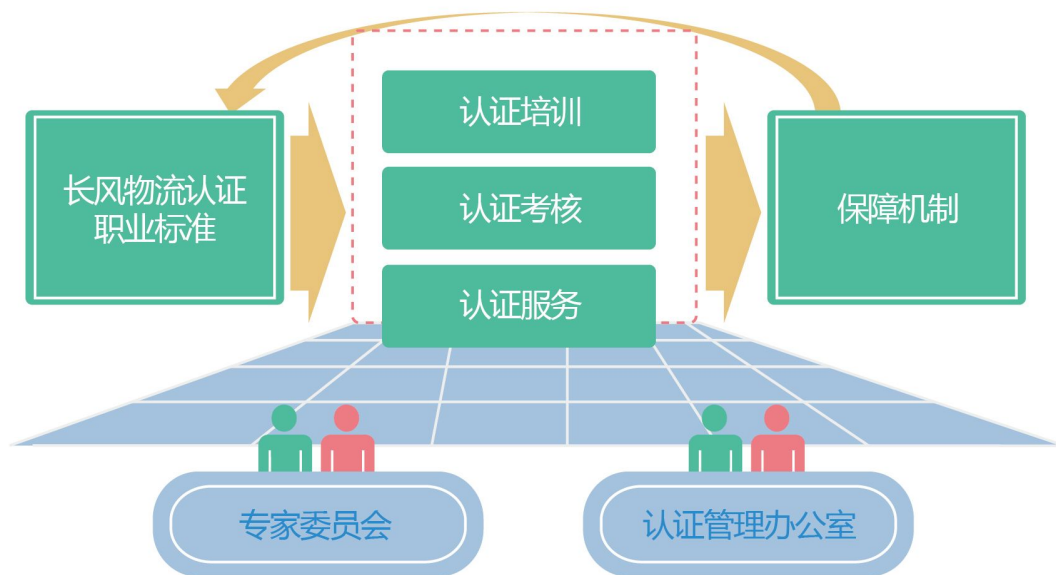 认证培训
长风物流认证
职业标准
认证考核
保障机制
认证服务
专家委员会
认证管理办公室